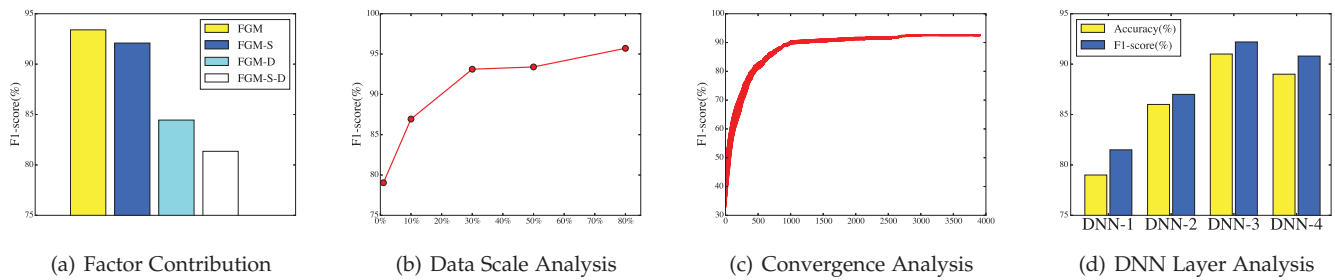 95
90
85
80
75
F1-score(%)
FGM
FGM-S
FGM-D
FGM-S-D
(a) Factor Contribution
100
95
90
85
80
75
F1-score(%)
0% 10% 20% 30% 40% 50% 60% 70% 80%
(b) Data Scale Analysis
100
90
80
70
60
50
40
30
F1-score(%)
0 500 1000 1500 2000 2500 3000 3500 4000
(c) Convergence Analysis
95
90
85
80
75
F1-score(%)
Accuracy(%)
F1-score(%)
DNN-1 DNN-2 DNN-3 DNN-4
(d) DNN Layer Analysis